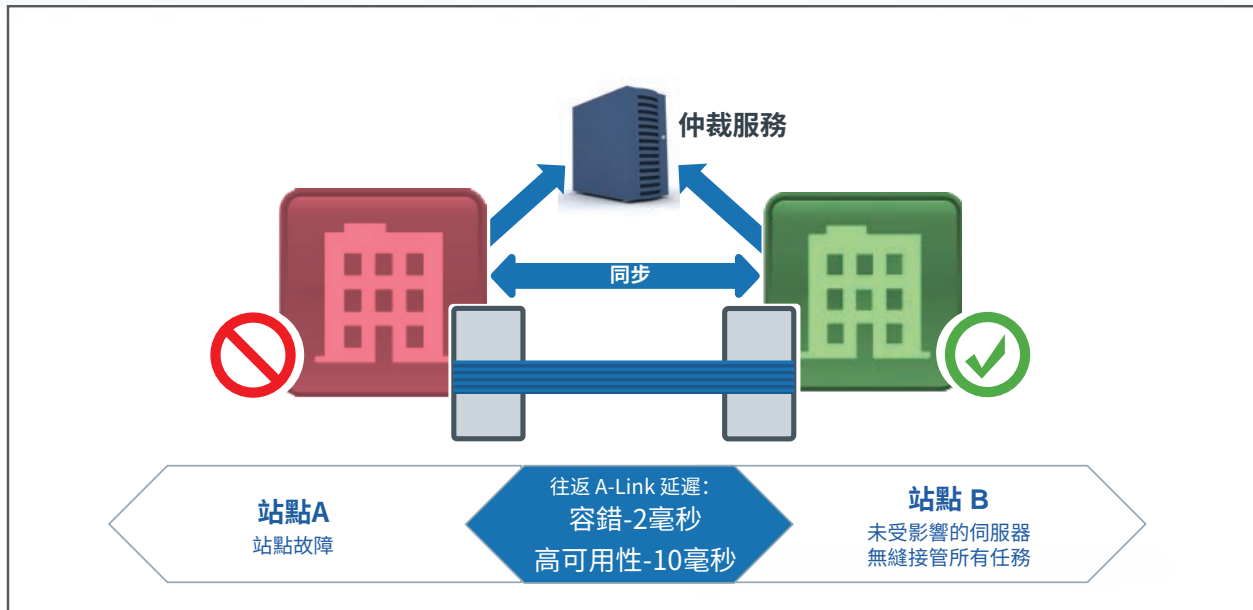 仲裁服務
同步
站點A
站點故障
往返 A-Link 延遲：
容錯-2毫秒
高可用性-10毫秒
站點 B
未受影響的伺服器
無縫接管所有任務